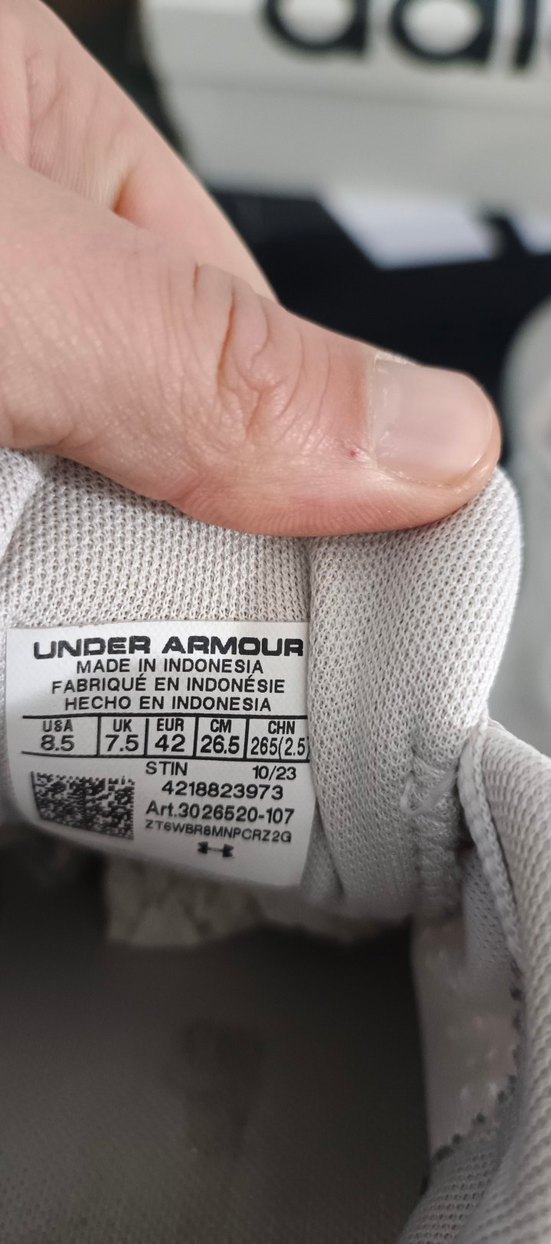 UNDER ARMOUR
MADE IN INDONESIA
FABRIQUÉ EN INDONÉSIE
HECHO EN INDONESIA
USA UK EUR CM CHN
8.5 7.5 42 26.5 265(2.5)
STIN 10/23
4218823973
Art.3026520-107
ZT6WBR8MNPCRZ2G